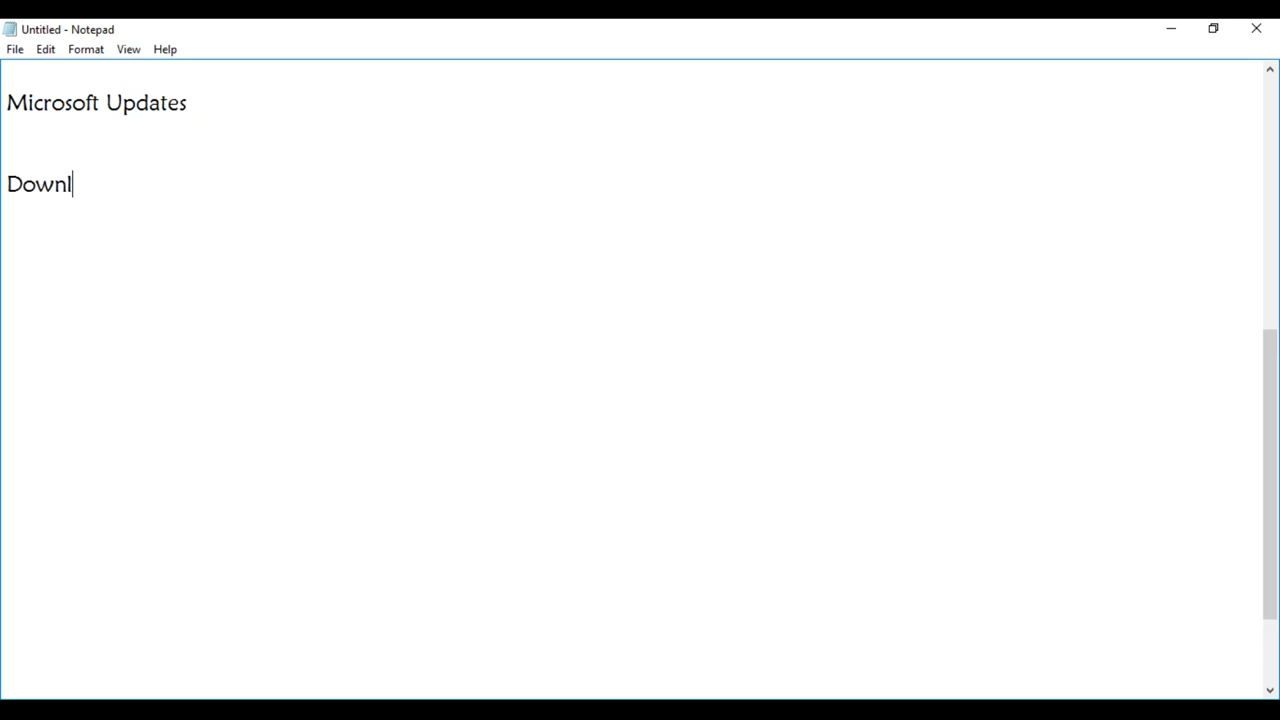 Untitled - Notepad
File Edit Format View Help
Microsoft Updates
Downl